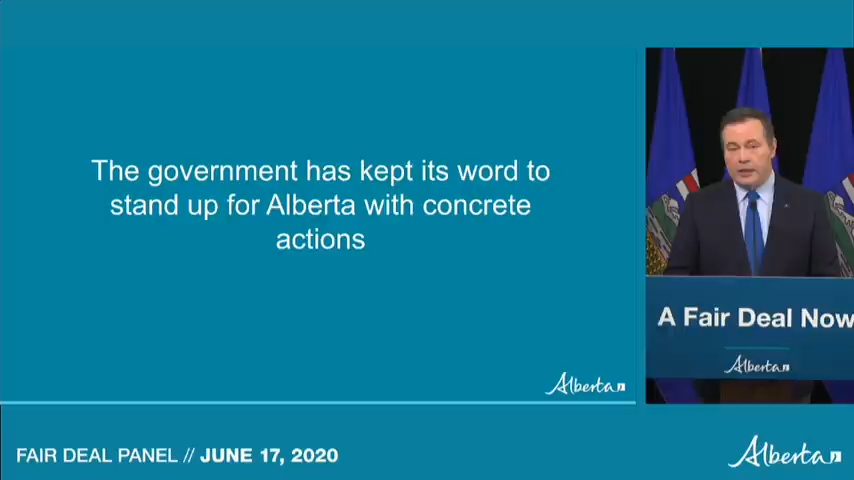 The government has kept its word to
stand up for Alberta with concrete
actions
Alberta
A Fair Deal Now
Alberta
FAIR DEAL PANEL // JUNE 17, 2020
Alberta